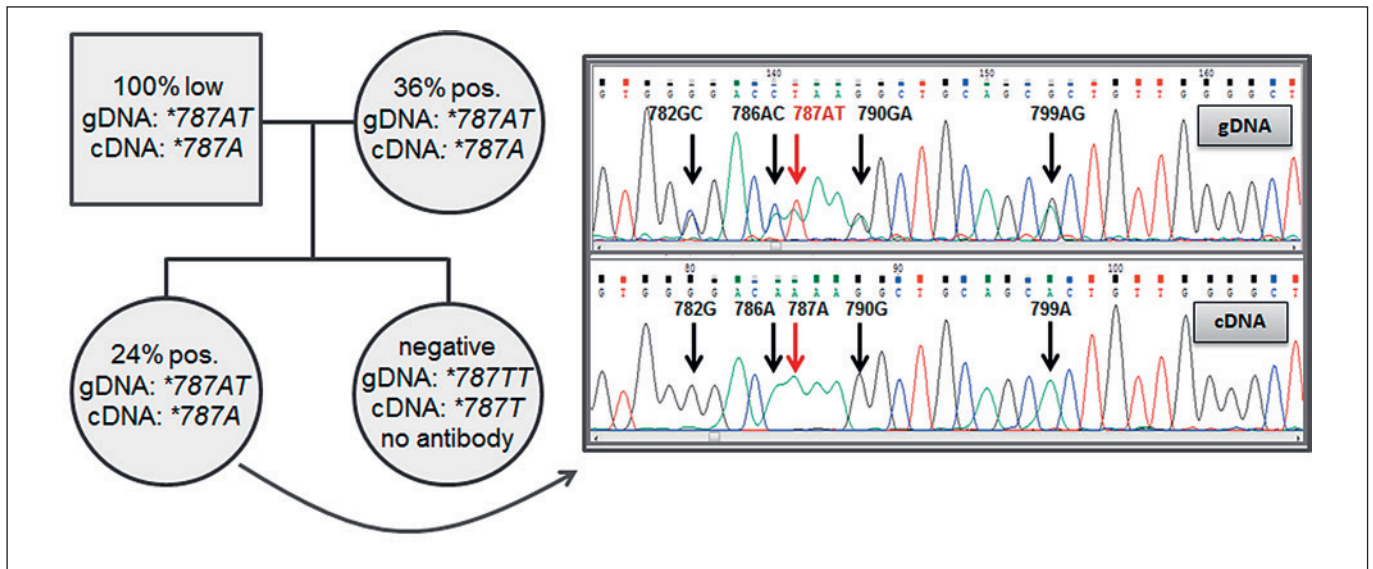 100% low
gDNA: *787AT
cDNA: *787A
36% pos.
gDNA: *787AT
cDNA: *787A
24% pos.
gDNA: *787AT
cDNA: *787A
negative
gDNA: *787TT
cDNA: *787T
no antibody
140 150 160
G T G G G G A C C T A A G G C T G C A G C G C T G T T G G G G C T
782GC 786AC 787AT 790GA 799AG
gDNA
80 90 100
G T G G G G A C A A A A G G C T G C A G C A C T G T T G G G G C T
782G 786A 787A 790G 799A
cDNA